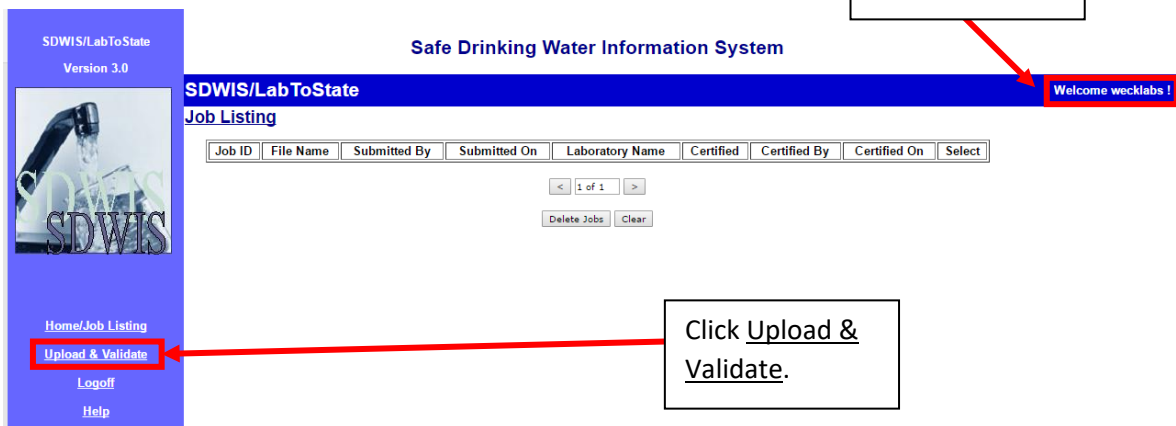 SDWIS/LabToState
Version 3.0
Safe Drinking Water Information System
SDWIS/LabToState
Welcome wecklabs !
Job Listing
Job ID File Name Submitted By Submitted On Laboratory Name Certified Certified By Certified On Select
< 1 of 1 >
Delete Jobs Clear
SDWIS
SDWIS
Home/Job Listing
Upload & Validate
Logoff
Help
Click Upload &
Validate.